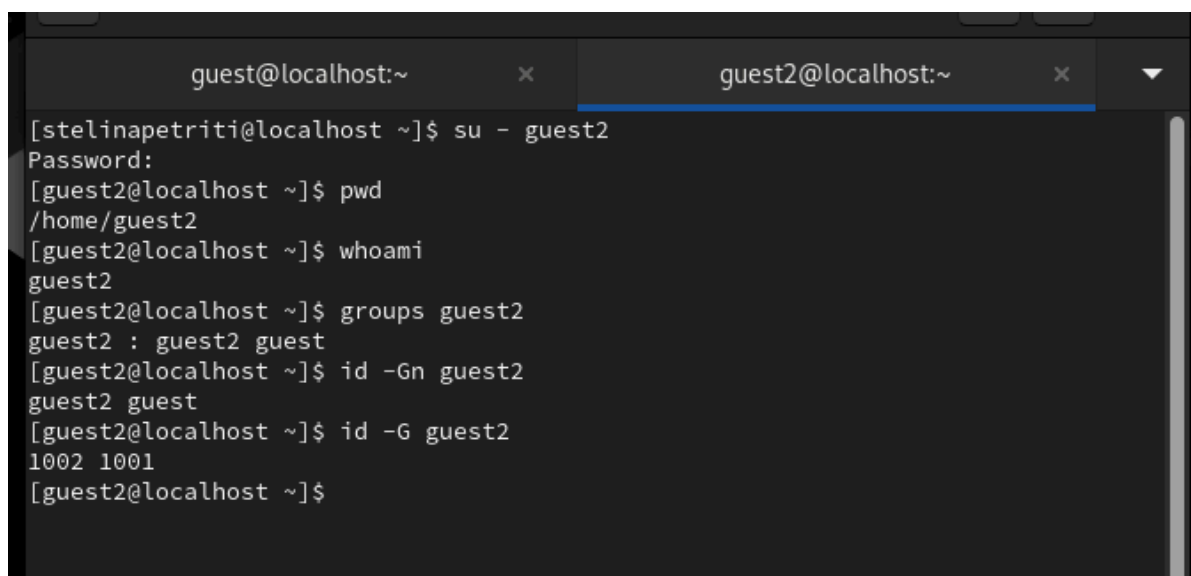 guest@localhost:~ × guest2@localhost:~ ×
[stelinapetriti@localhost ~]$ su - guest2
Password:
[guest2@localhost ~]$ pwd
/home/guest2
[guest2@localhost ~]$ whoami
guest2
[guest2@localhost ~]$ groups guest2
guest2 : guest2 guest
[guest2@localhost ~]$ id -Gn guest2
guest2 guest
[guest2@localhost ~]$ id -G guest2
1002 1001
[guest2@localhost ~]$